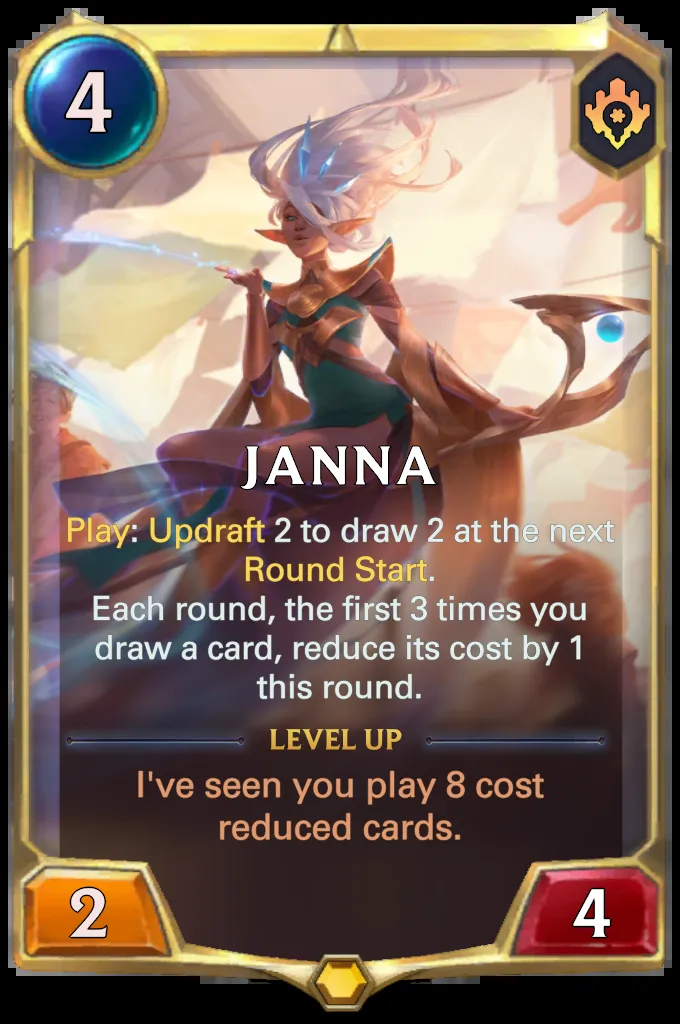 4
JANNA
Play: Updraft 2 to draw 2 at the next
Round Start.
Each round, the first 3 times you
draw a card, reduce its cost by 1
this round.
LEVEL UP
I've seen you play 8 cost
reduced cards.
2
4